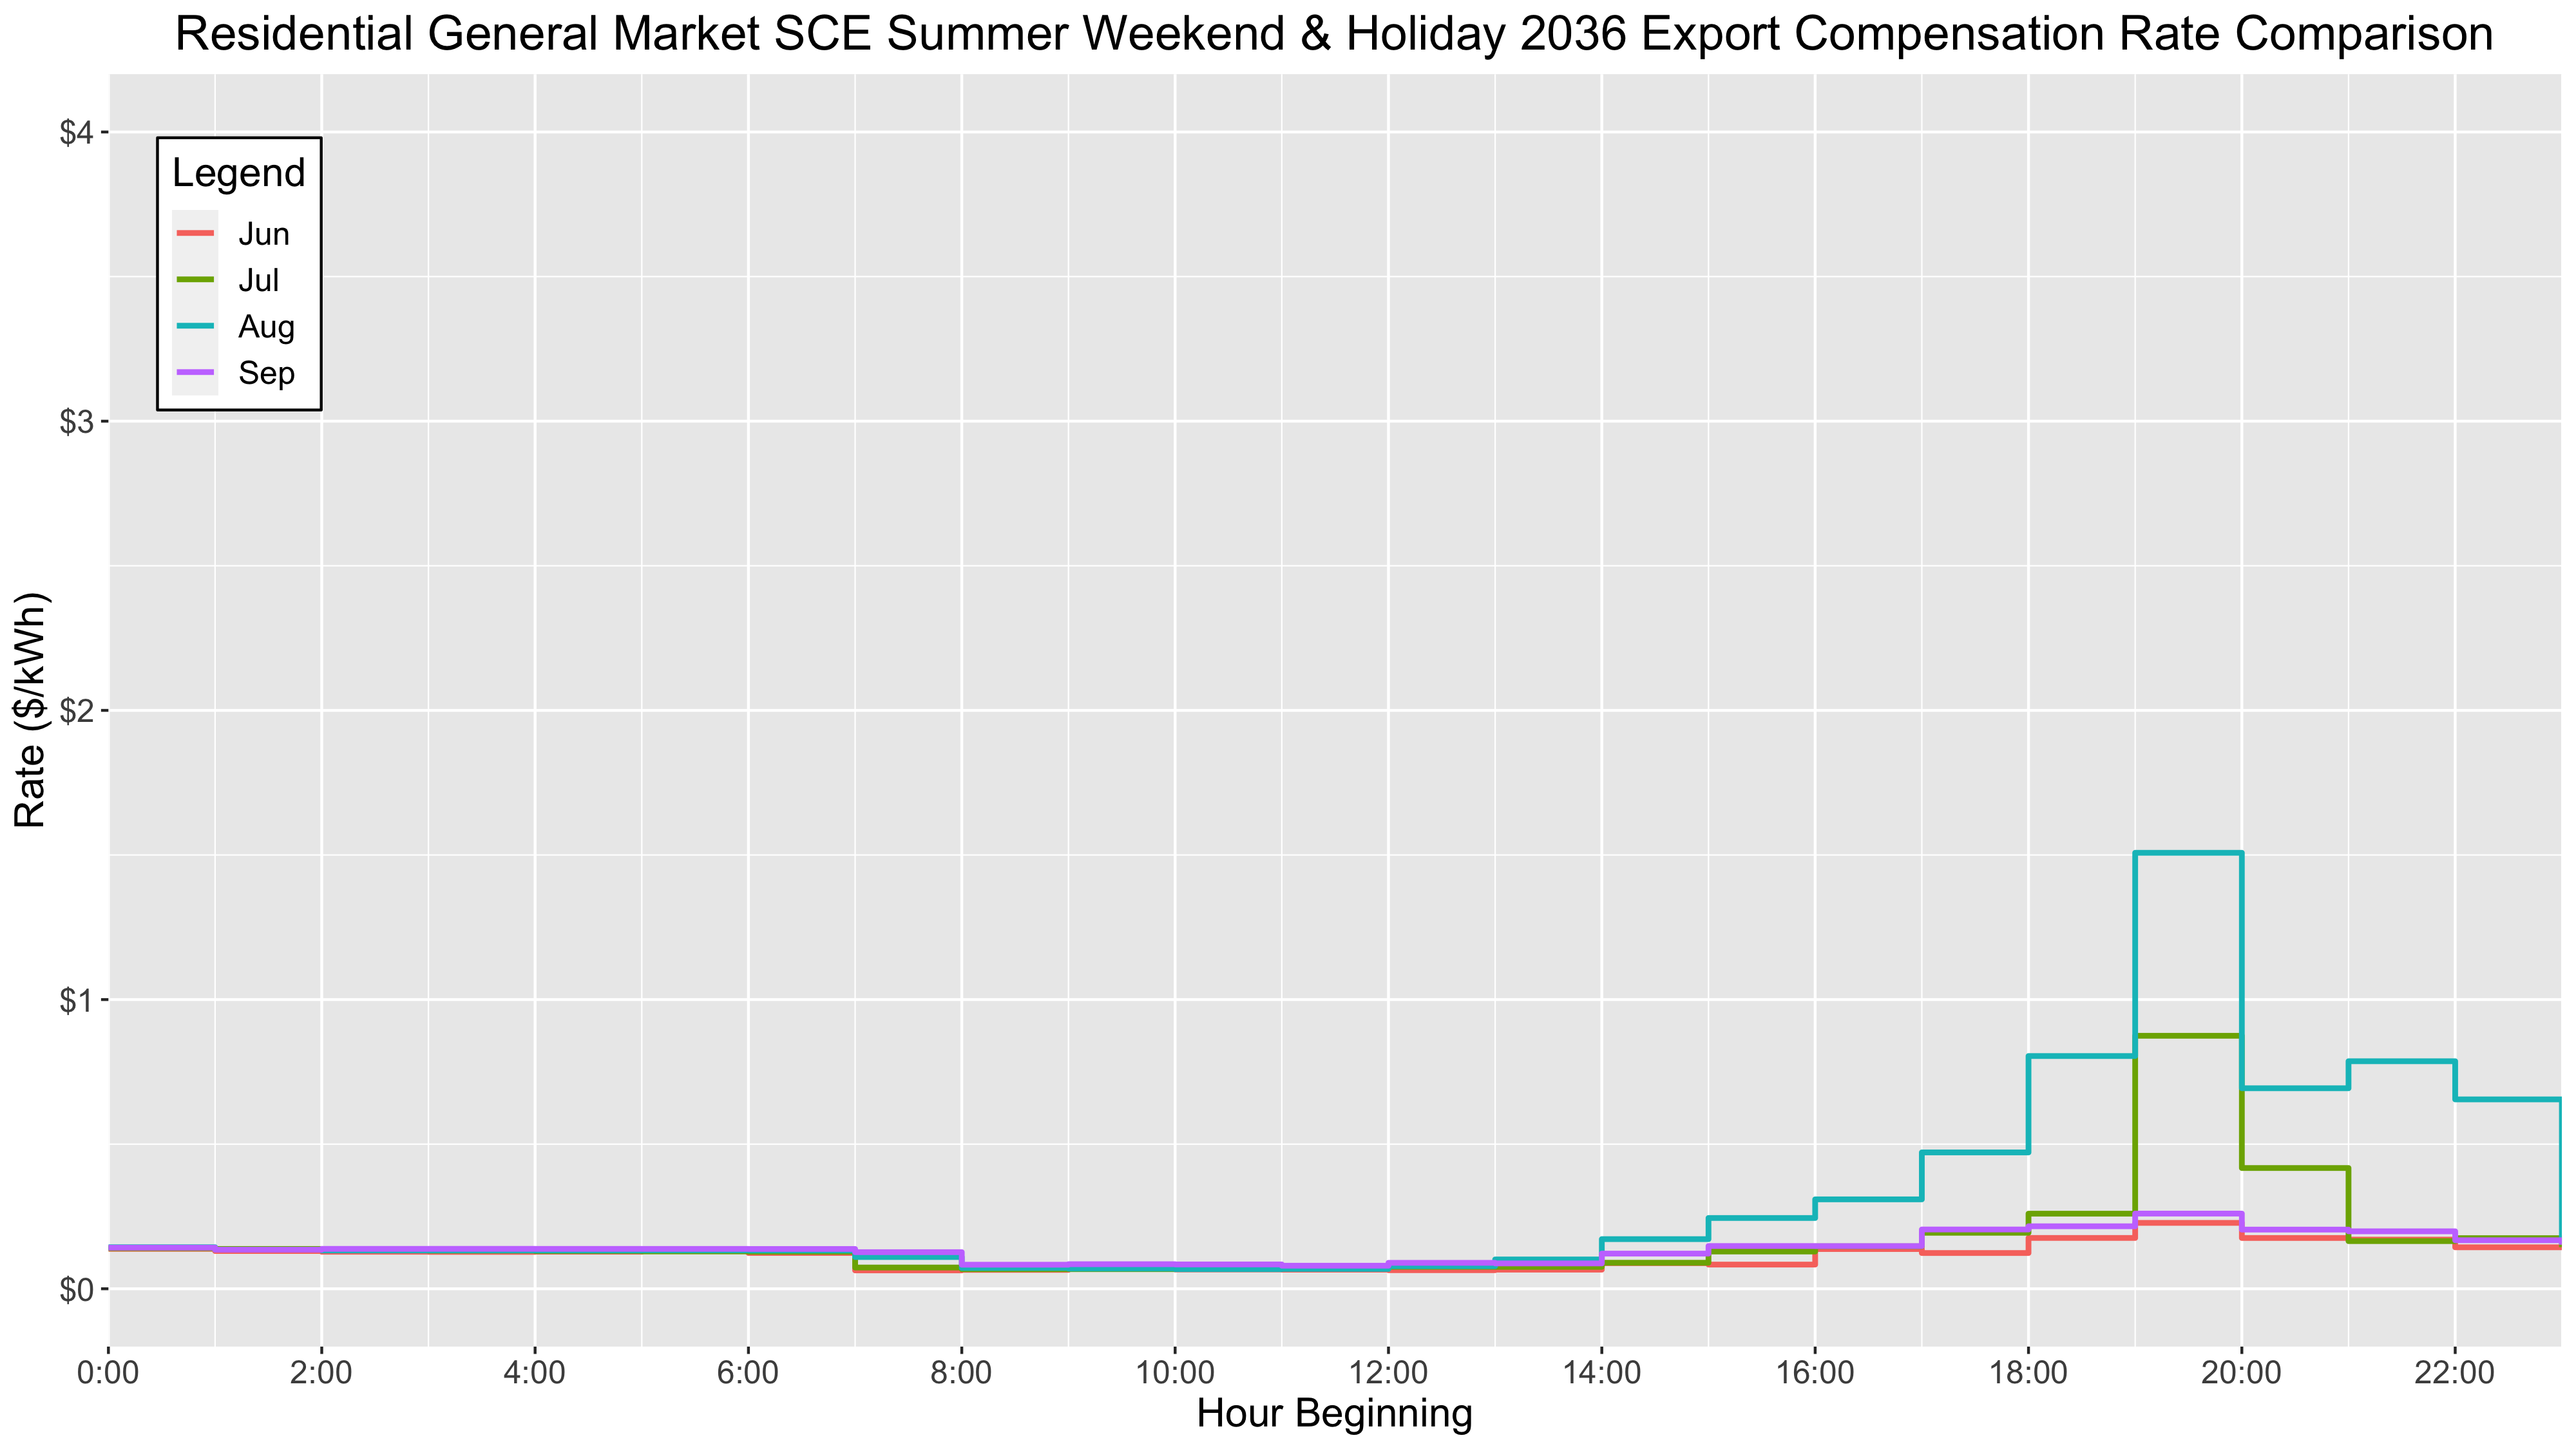 Residential General Market SCE Summer Weekend & Holiday 2036 Export Compensation Rate Comparison
$4
Legend
Jun
Jul
Aug
Sep
$3
Rate ($/kWh)
$2
$1
$0
0:00 2:00 4:00 6:00 8:00 10:00 12:00 14:00 16:00 18:00 20:00 22:00
Hour Beginning